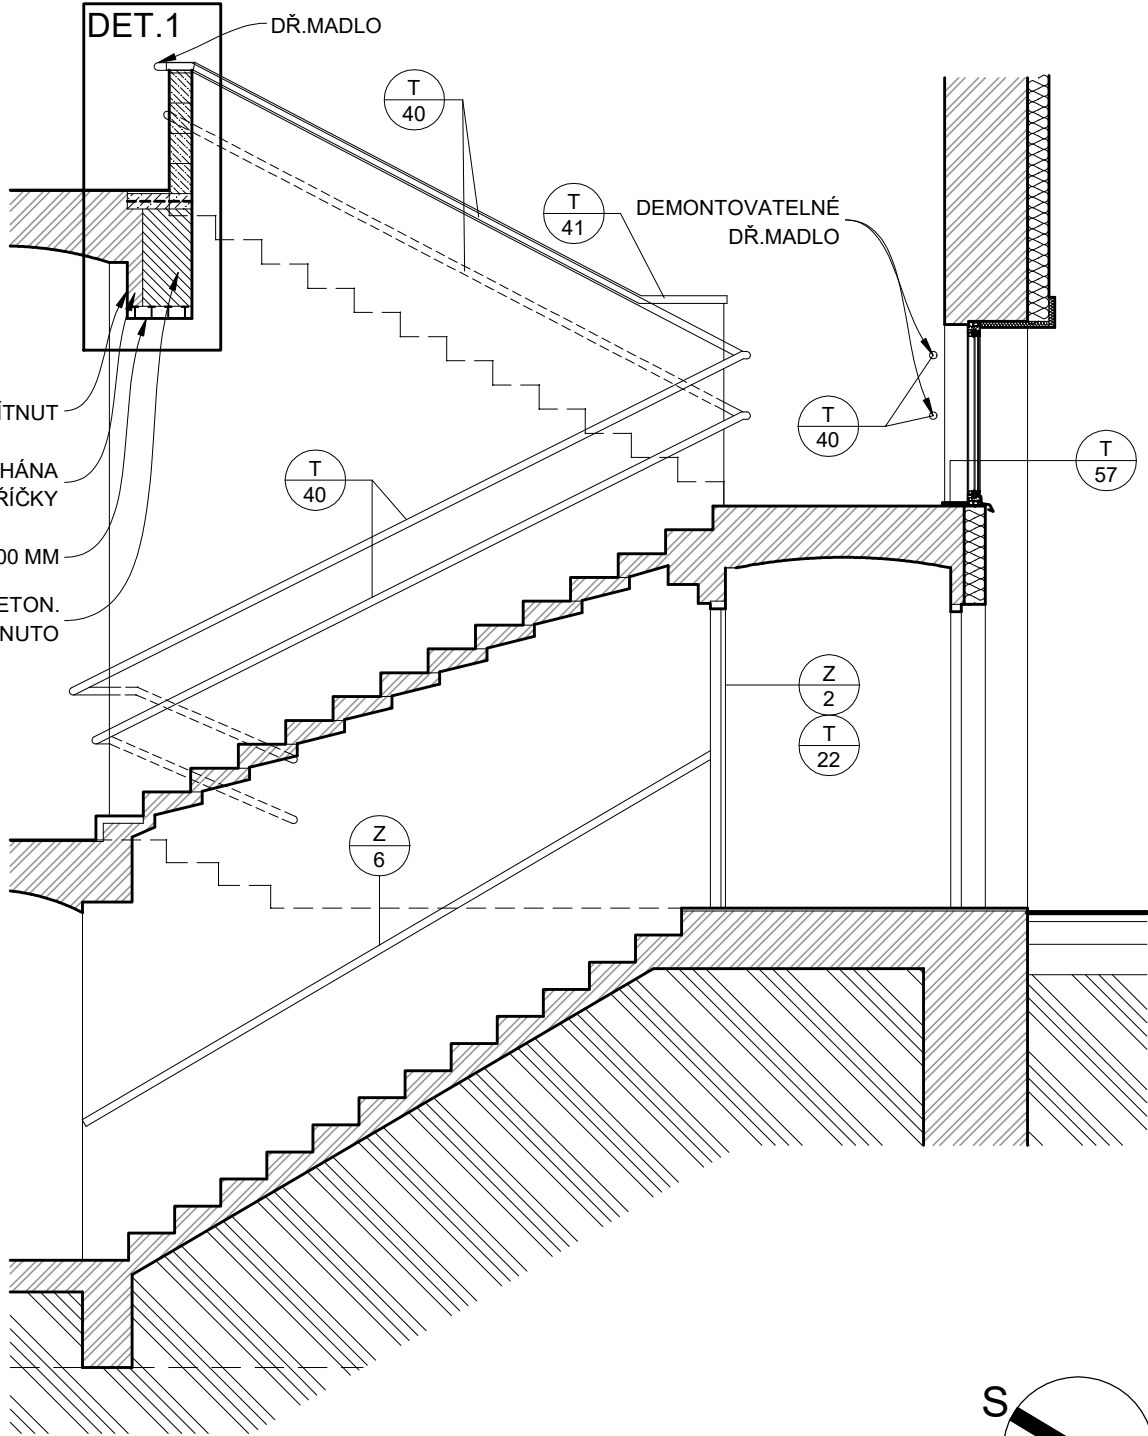 DET.1
DŘ.MADLO
T
40
T
41
DEMONTOVATELNÉ
DŘ.MADLO
T
40
T
57
ÍTNUT
T
40
HÁNA
ŘÍČKY
00 MM
ETON.
NUTO
Z
2
T
22
Z
6
S